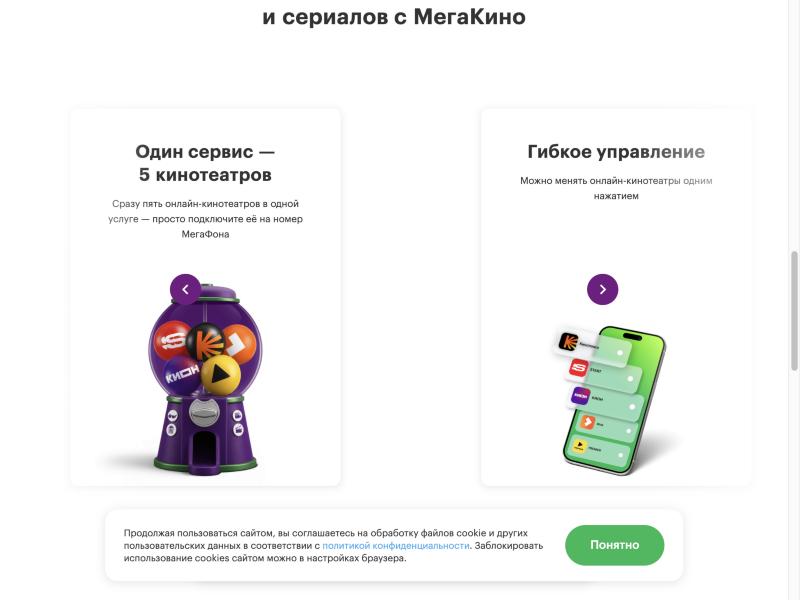 и сериалов с МегаКино
Один сервис —
5 кинотеатров
Сразу пять онлайн-кинотеатров в одной
услуге — просто подключите её на номер
МегаФона
Гибкое управление
Можно менять онлайн-кинотеатры одним
нажатием
КИОН
START
КИОН
Продолжая пользоваться сайтом, вы соглашаетесь на обработку файлов cookie и других
пользовательских данных в соответствии с политикой конфиденциальности. Заблокировать
использование cookies сайтом можно в настройках браузера.
Понятно